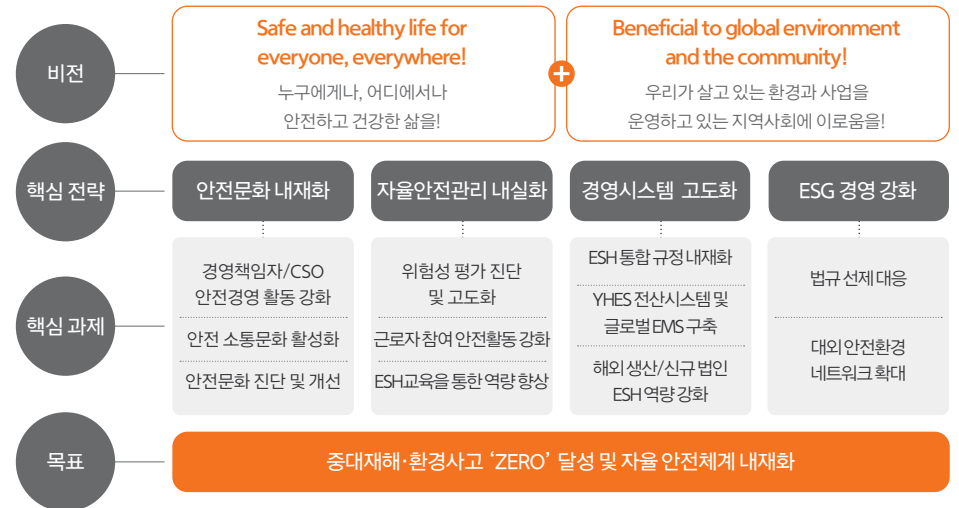 비전
Safe and healthy life for
everyone, everywhere!
누구에게나, 어디에서나
안전하고 건강한 삶을!
Beneficial to global environment
and the community!
우리가 살고 있는 환경과 사업을
운영하고 있는 지역사회에 이로움을!
핵심 전략
안전문화 내재화
자율안전관리 내실화
경영시스템 고도화
ESG 경영 강화
핵심 과제
경영책임자/CSO
안전경영 활동 강화
안전 소통문화 활성화
안전문화 진단 및 개선
위험성 평가 진단
및 고도화
근로자 참여 안전활동 강화
ESH교육을 통한 역량 향상
ESH 통합 규정 내재화
YHES 전산시스템 및
글로벌 EMS 구축
해외 생산/신규 법인
ESH 역량 강화
법규 선제 대응
대외 안전환경
네트워크 확대
목표
중대재해·환경사고 ‘ZERO’ 달성 및 자율 안전체계 내재화